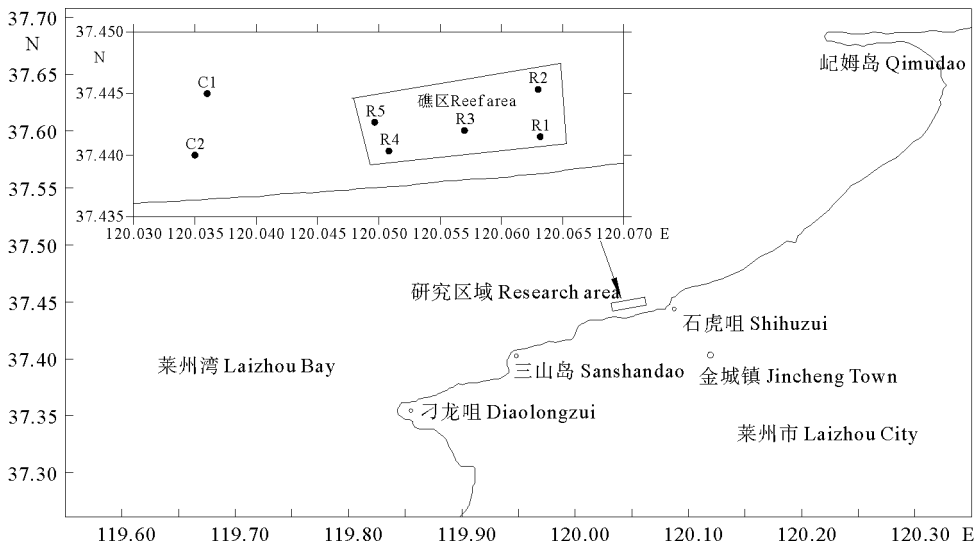 37.70
N
37.65
37.60
37.55
37.50
37.45
37.40
37.35
37.30
37.450
N
37.445
37.440
37.435
C1
C2
R2
礁区Reef area
R5
R3
R1
R4
120.030 120.035 120.040 120.045 120.050 120.055 120.060 120.065 120.070 E
屺姆岛 Qimudao
研究区域 Research area
石虎咀 Shihuzui
莱州湾 Laizhou Bay
三山岛 Sanshandao
金城镇 Jincheng Town
刁龙咀 Diaolongzui
莱州市 Laizhou City
119.60 119.70 119.80 119.90 120.00 120.10 120.20 120.30 E